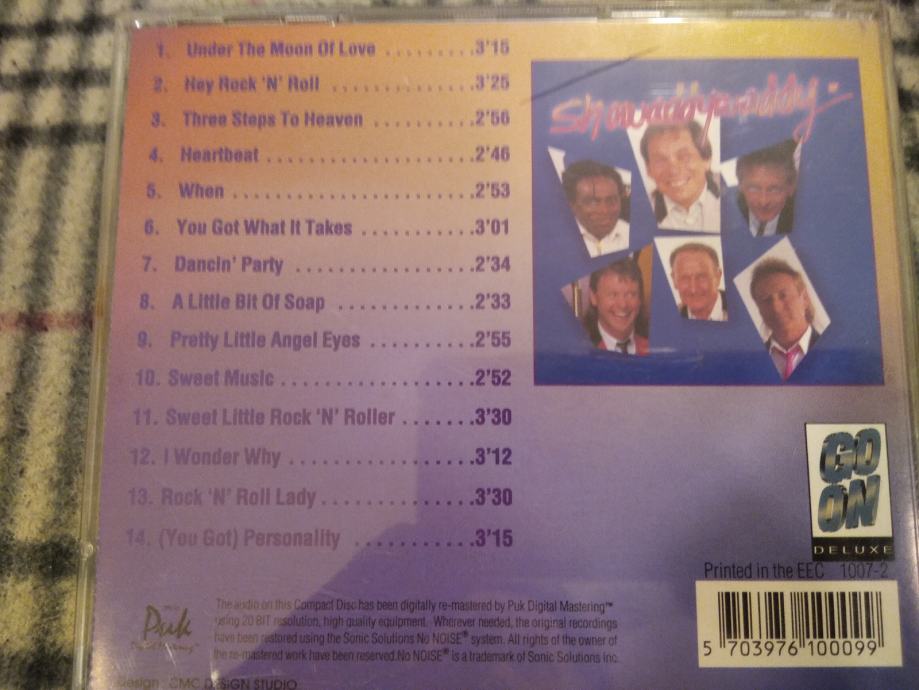 1. Under The Moon Of Love ........3'15
2. Hey Rock 'N' Roll ..............3'25
3. Three Steps To Heaven ..........2'56
4. Heartbeat ......................2'46
5. When ...........................2'53
6. You Got What It Takes ..........3'01
7. Dancin' Party ..................2'34
8. A Little Bit Of Soap ...........2'33
9. Pretty Little Angel Eyes .......2'55
10. Sweet Music ...................2'52
11. Sweet Little Rock 'N' Roller ..3'30
12. I Wonder Why ..................3'12
13. Rock 'N' Roll Lady ............3'30
14. (You Got) Personality .........3'15
Showaddywaddy
GO
ON
DELUXE
Printed in the EEC 1007-2
5 703976 100099
Puk
Digital Mastering™
The audio on this Compact Disc has been digitally re-mastered by Puk Digital Mastering™
using 20 BIT resolution, high quality equipment. Wherever needed, the original recordings
have been restored using the Sonic Solutions No NOISE® system. All rights of the owner of
the re-mastered work have been reserved.No NOISE® is a trademark of Sonic Solutions Inc.
Design : CMC DESIGN STUDIO